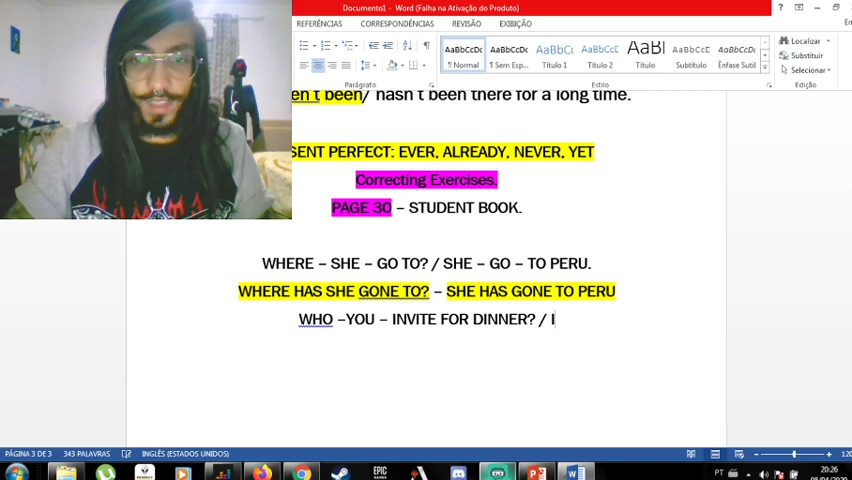 Documento1 - Word (Falha na Ativação do Produto)
REFERÊNCIAS CORRESPONDÊNCIAS REVISÃO EXIBIÇÃO
AaBbCcDc AaBbCcDc AaBbCc AaBbCcC AaBl AaBbCcD AaBbCcDc
¶ Normal ¶ Sem Esp... Título 1 Título 2 Título Subtítulo Ênfase Sutil
Localizar
Substituir
Selecionar
Parágrafo Estilo
been/ hasn't been there for a long time.
SENT PERFECT: EVER, ALREADY, NEVER, YET
Correcting Exercises.
PAGE 30 – STUDENT BOOK.
WHERE – SHE – GO TO? / SHE – GO – TO PERU.
WHERE HAS SHE GONE TO? – SHE HAS GONE TO PERU
WHO –YOU – INVITE FOR DINNER? / I
PÁGINA 3 DE 3 343 PALAVRAS INGLÊS (ESTADOS UNIDOS)
EPIC GAMES
PT 20:26